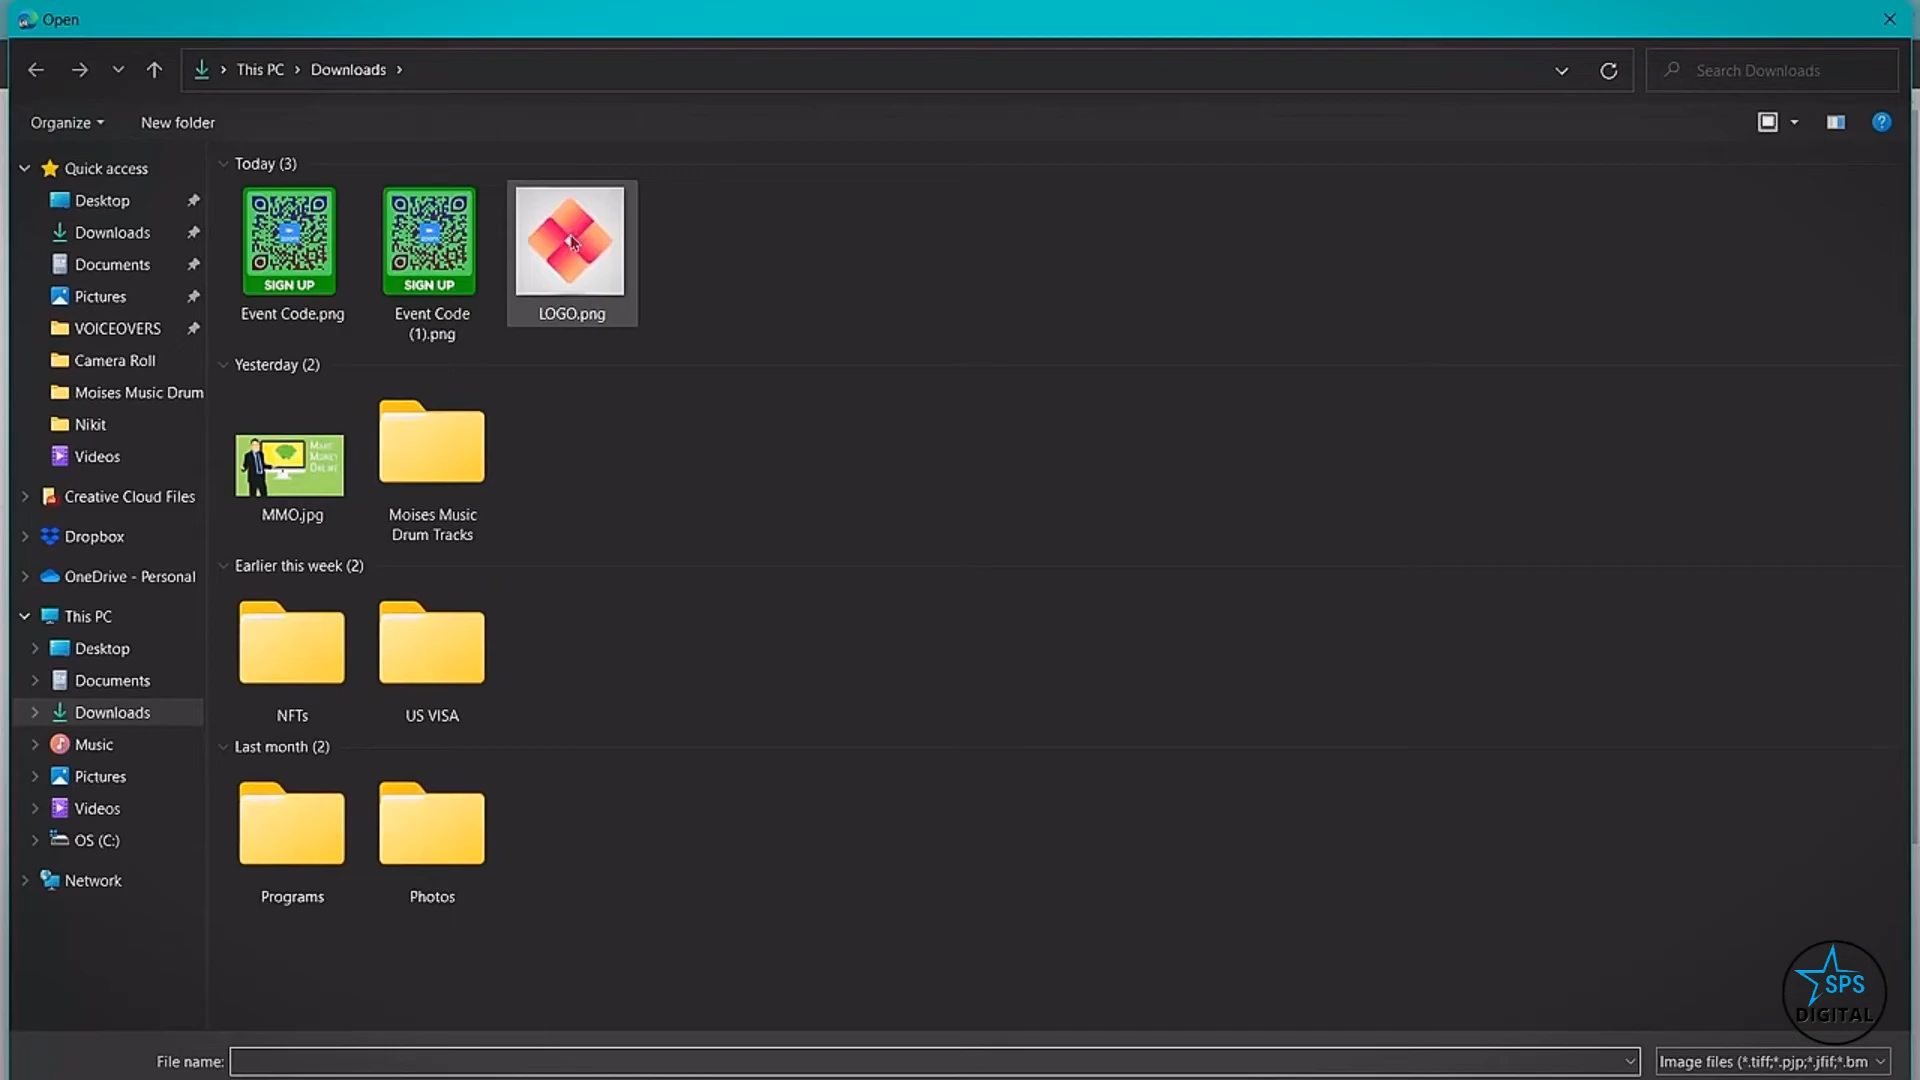 Open
This PC
Downloads
Search Downloads
Organize
New folder
Quick access
Desktop
Downloads
Documents
Pictures
VOICEOVERS
Camera Roll
Moises Music Drum
Nikit
Videos
Creative Cloud Files
Dropbox
OneDrive - Personal
This PC
Desktop
Documents
Downloads
Music
Pictures
Videos
OS (C:)
Network
Today (3)
SIGN UP
SIGN UP
Event Code.png
Event Code
(1).png
LOGO.png
Yesterday (2)
MAKE
MONEY
ONLINE
MMO.jpg
Moises Music
Drum Tracks
Earlier this week (2)
NFTs
US VISA
Last month (2)
Programs
Photos
SPS
DIGITAL
File name:
Image files (*.tiff;*.pjp;*.jfif;*.bm